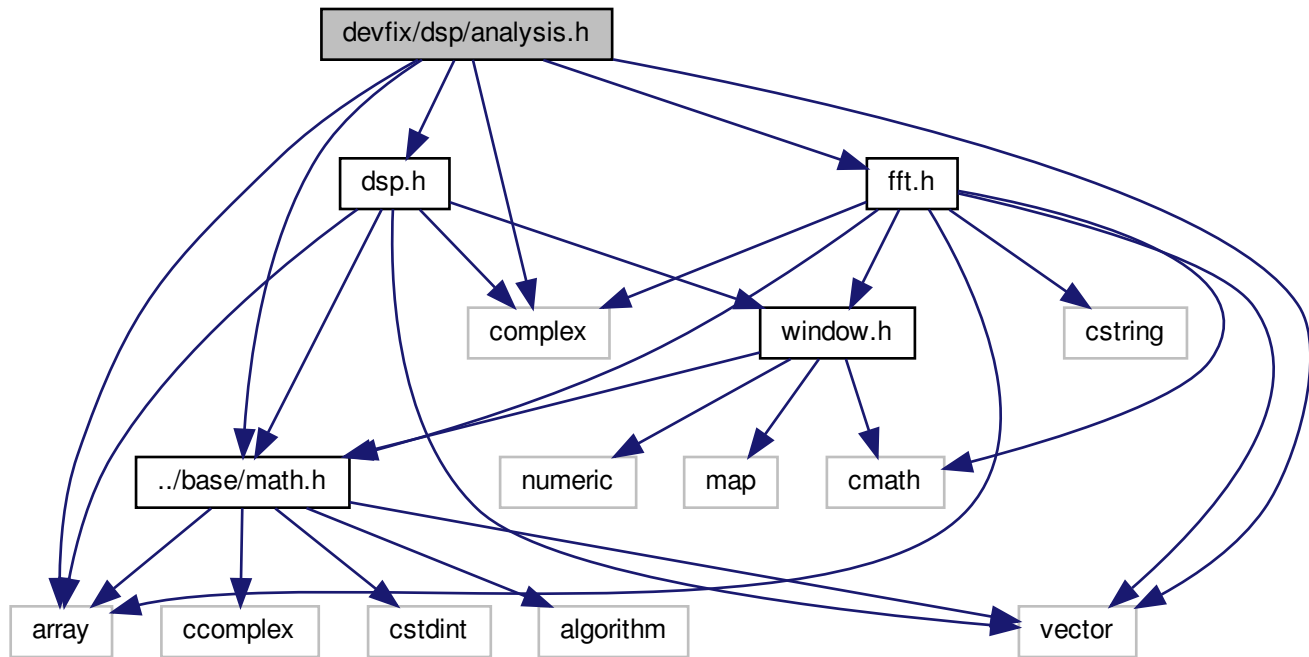 devfix/dsp/analysis.h
dsp.h
fft.h
complex
window.h
cstring
../base/math.h
numeric
map
cmath
array
ccomplex
cstdint
algorithm
vector